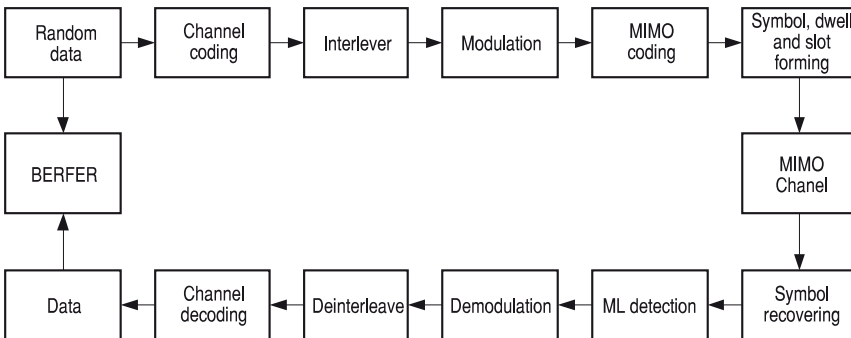 Random
data
Channel
coding
Interlever
Modulation
MIMO
coding
Symbol, dwell
and slot
forming
BERFER
MIMO
Chanel
Data
Channel
decoding
Deinterleave
Demodulation
ML detection
Symbol
recovering